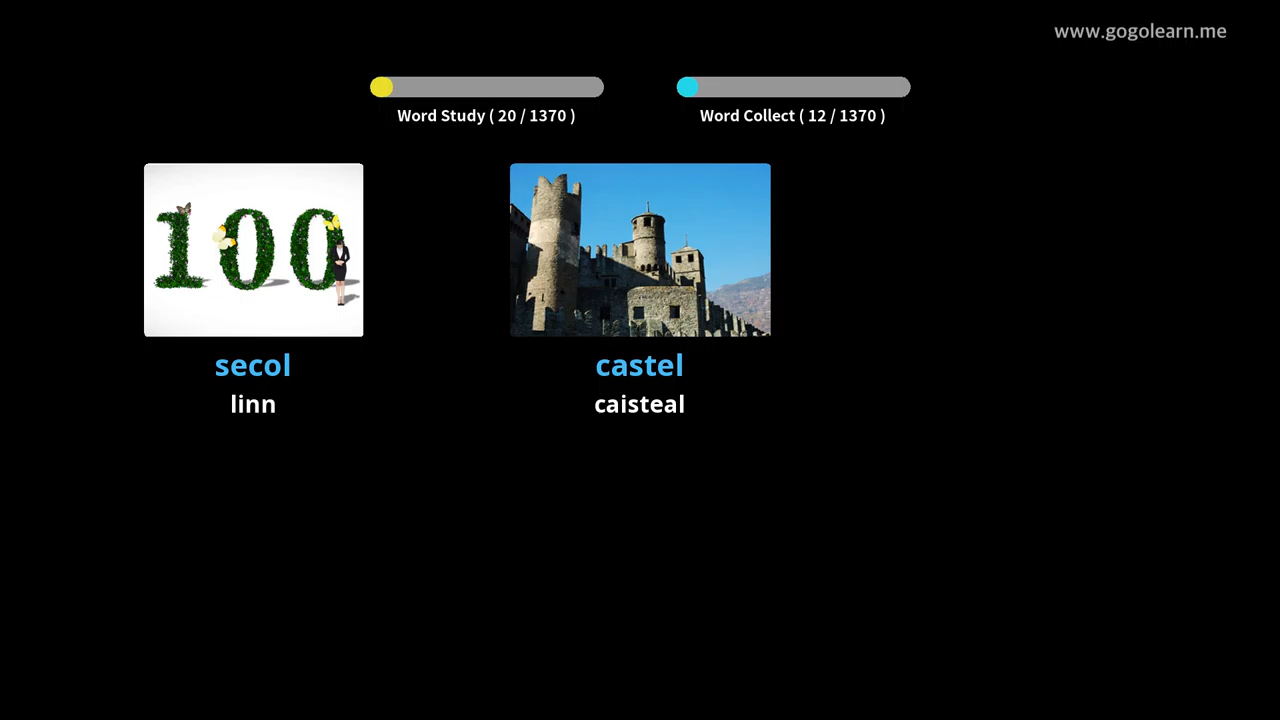 www.gogolearn.me
Word Study ( 20 / 1370 )
Word Collect ( 12 / 1370 )
100
secol
linn
castel
caisteal